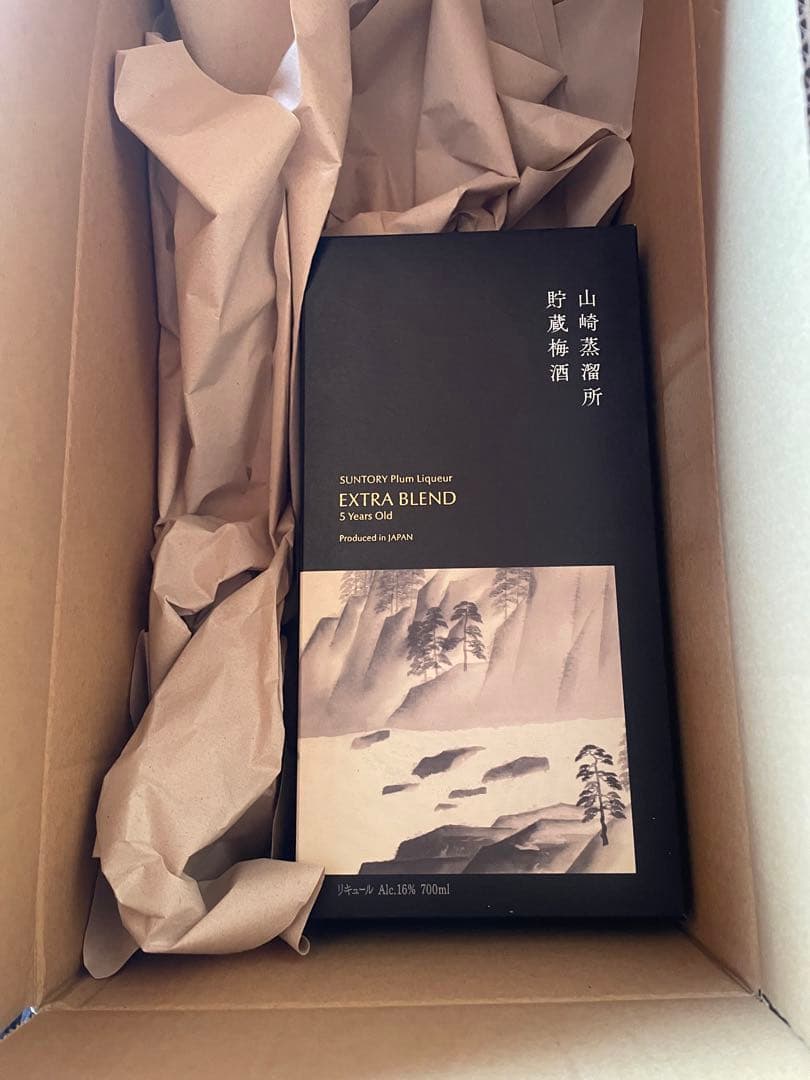 山崎蒸溜所
貯蔵梅酒
SUNTORY Plum Liqueur
EXTRA BLEND
5 Years Old
Produced in JAPAN
リキュール Alc.16% 700ml